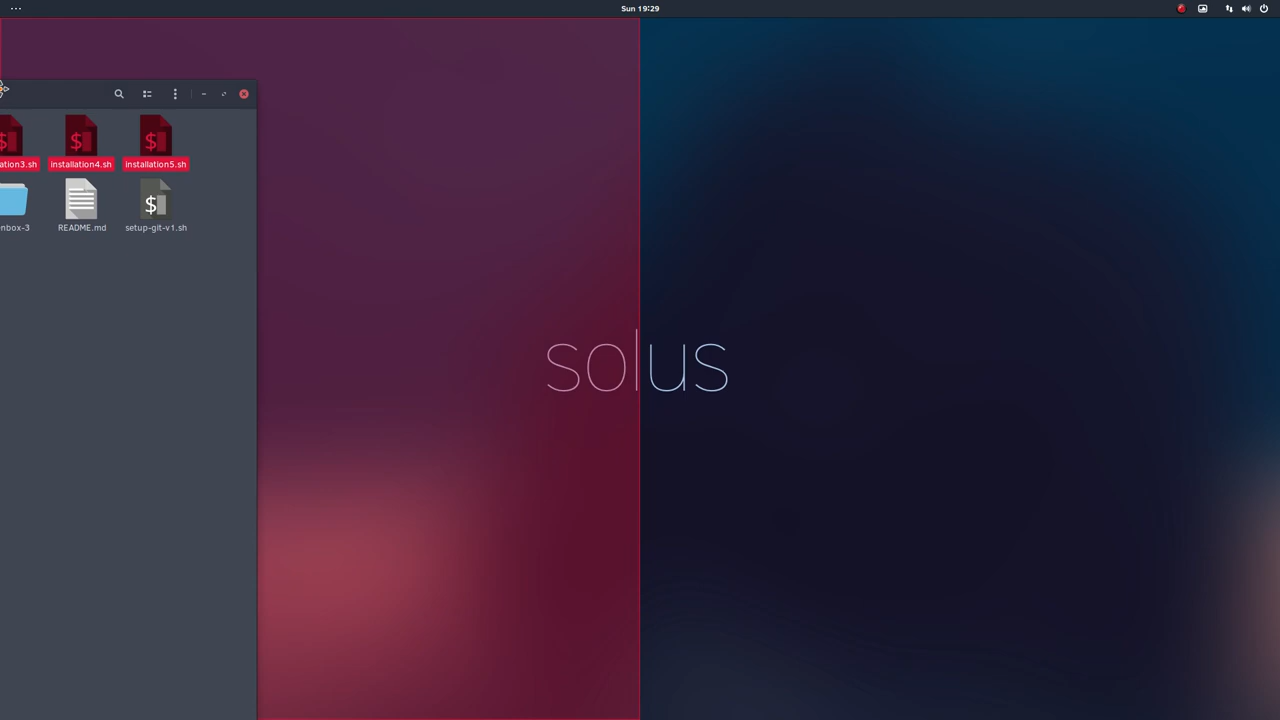 Sun 19:29
ation3.sh
installation4.sh
installation5.sh
nbox-3
README.md
setup-git-v1.sh
solus